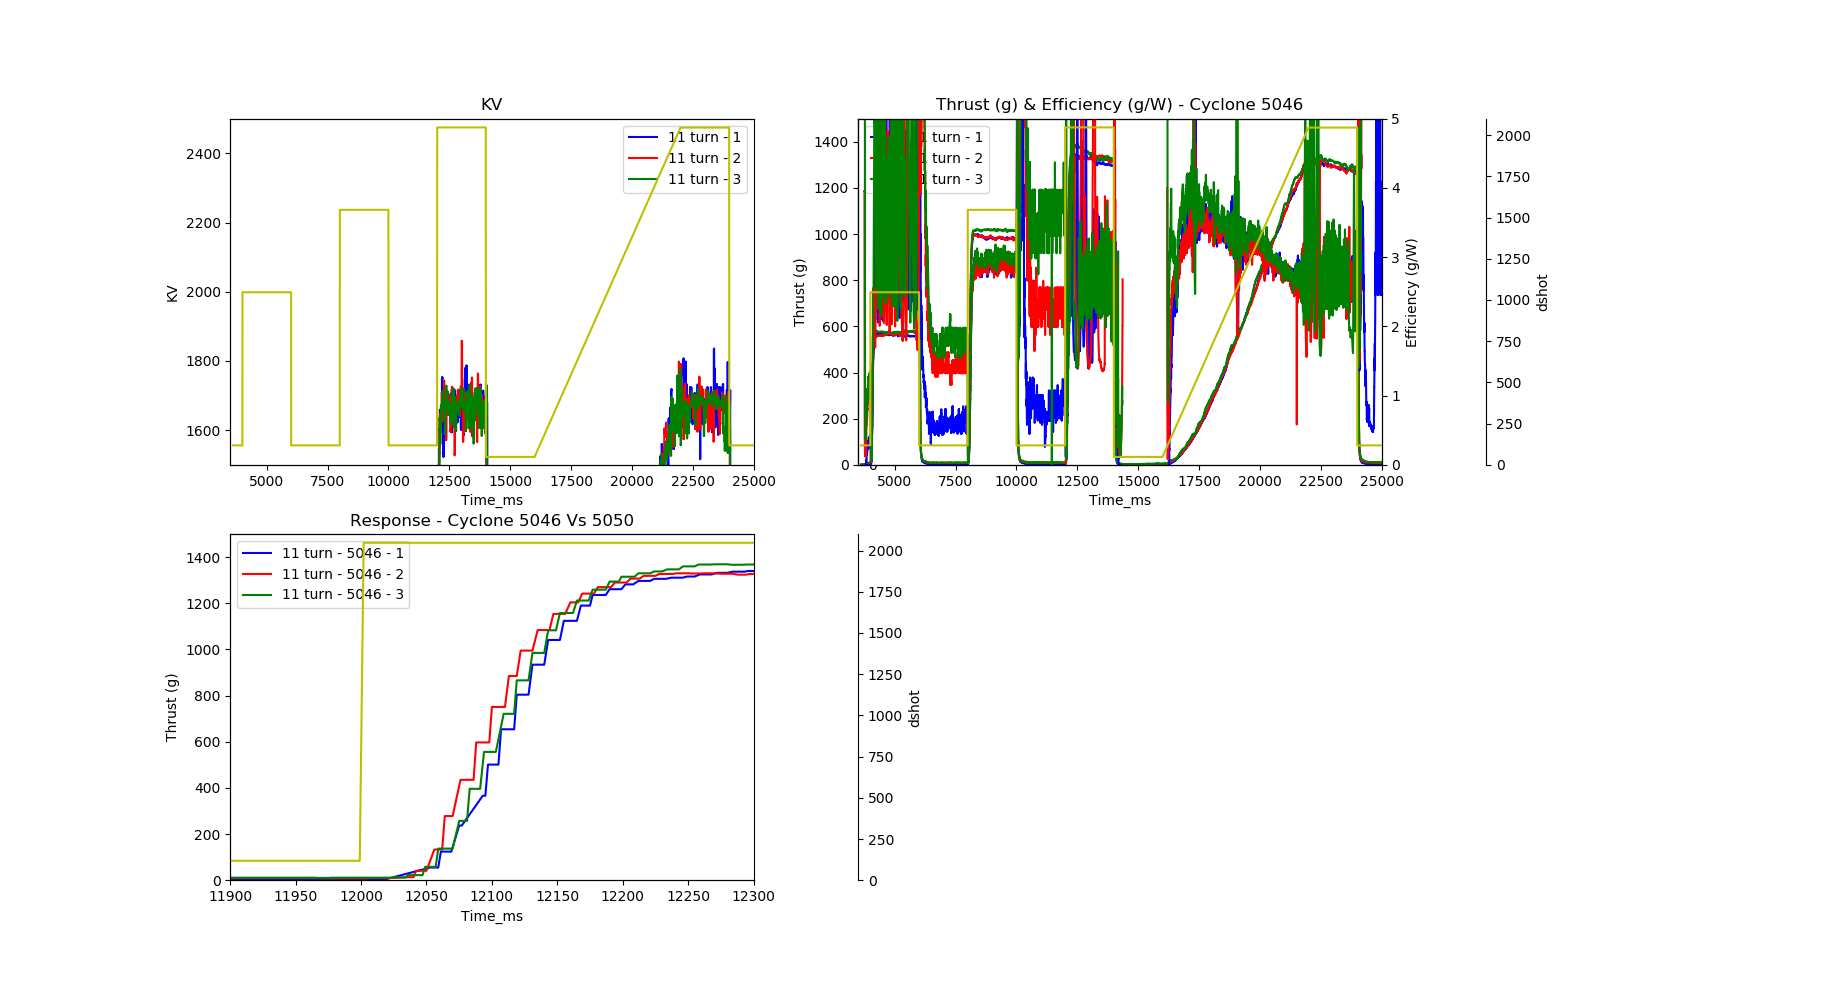 KV
2400
2200
2000
1800
1600
KV
11 turn - 1
11 turn - 2
11 turn - 3
5000 7500 10000 12500 15000 17500 20000 22500 25000
Time_ms
Thrust (g) & Efficiency (g/W) - Cyclone 5046
1400
1200
1000
800
600
400
200
0
Thrust (g)
turn - 1
turn - 2
turn - 3
5000 7500 10000 12500 15000 17500 20000 22500 25000
Time_ms
5
4
3
2
1
0
Efficiency (g/W)
2000
1750
1500
1250
1000
750
500
250
0
dshot
Response - Cyclone 5046 Vs 5050
1400
1200
1000
800
600
400
200
0
Thrust (g)
11 turn - 5046 - 1
11 turn - 5046 - 2
11 turn - 5046 - 3
11900 11950 12000 12050 12100 12150 12200 12250 12300
Time_ms
2000
1750
1500
1250
1000
750
500
250
0
dshot